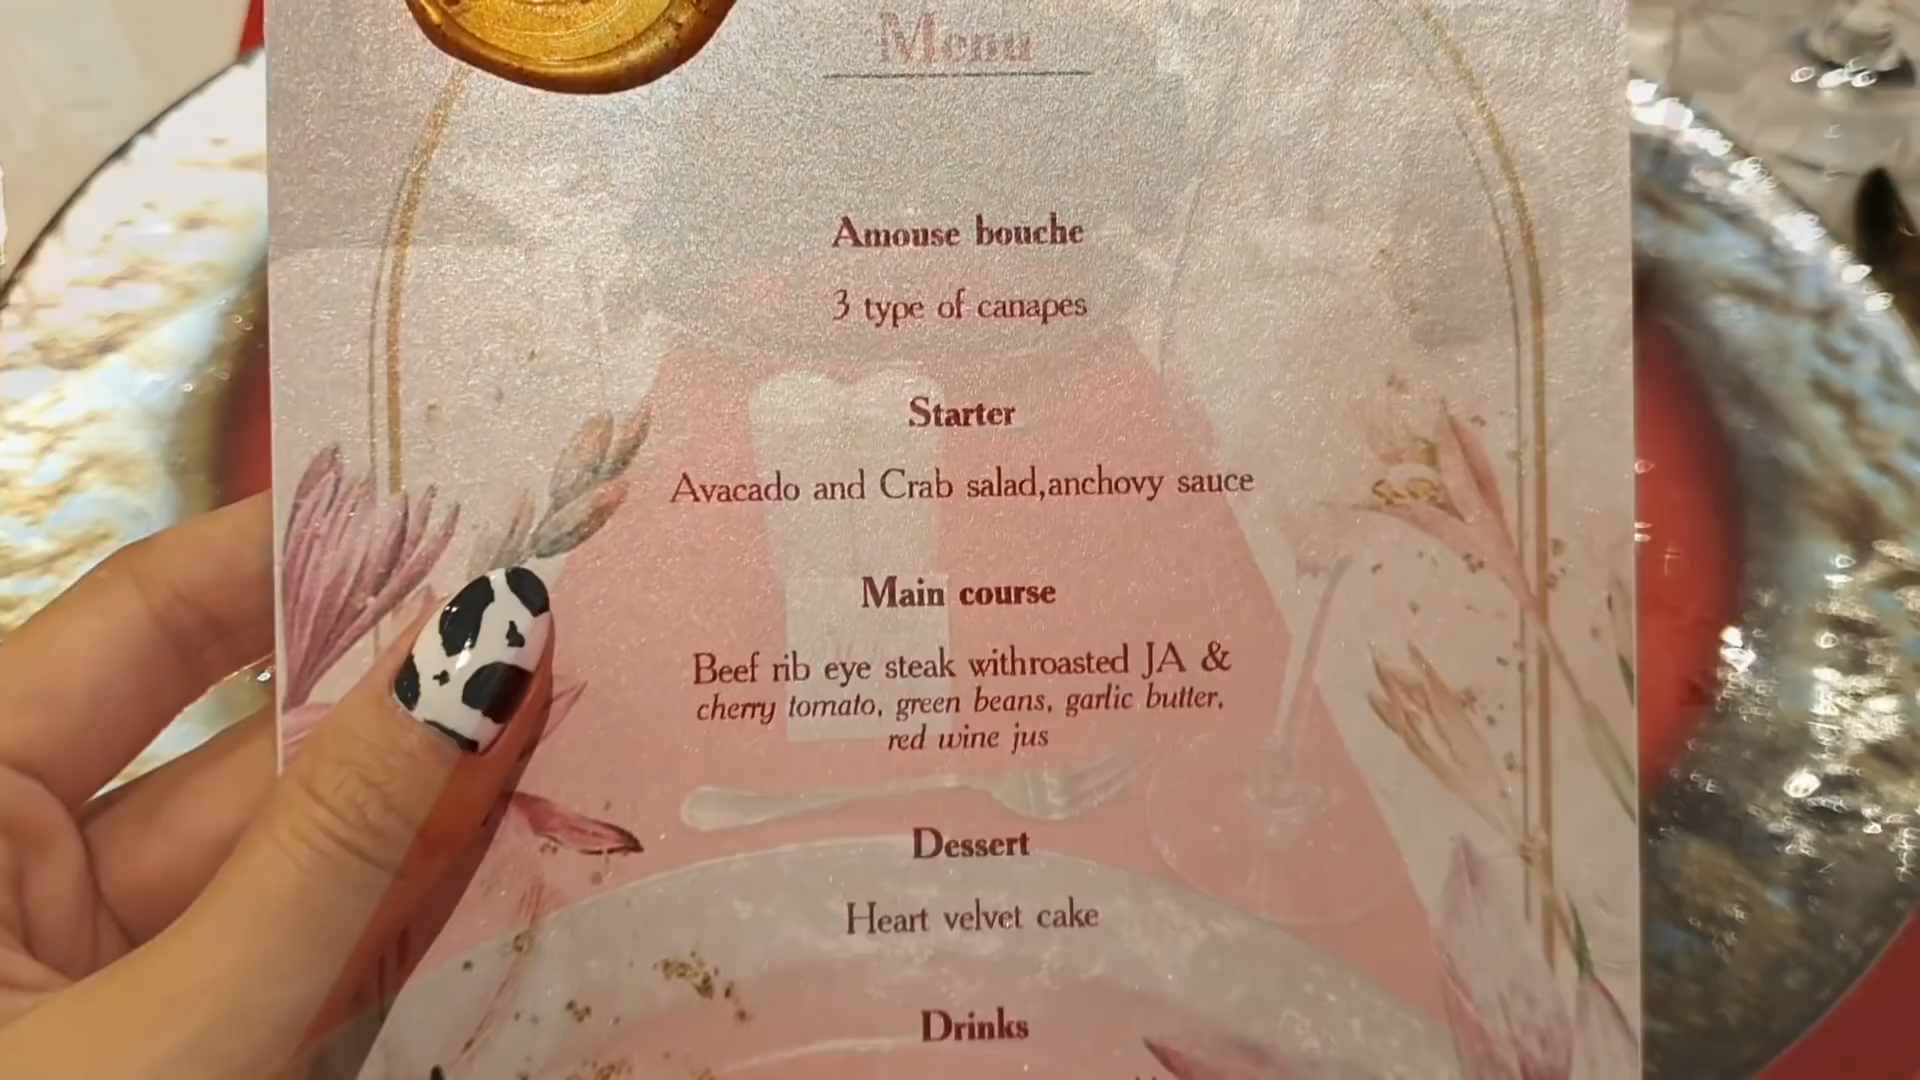 Menu
Amouse bouche
3 type of canapes
Starter
Avacado and Crab salad,anchovy sauce
Main course
Beef rib eye steak withroasted JA &
cherry tomato, green beans, garlic butter,
red wine jus
Dessert
Heart velvet cake
Drinks